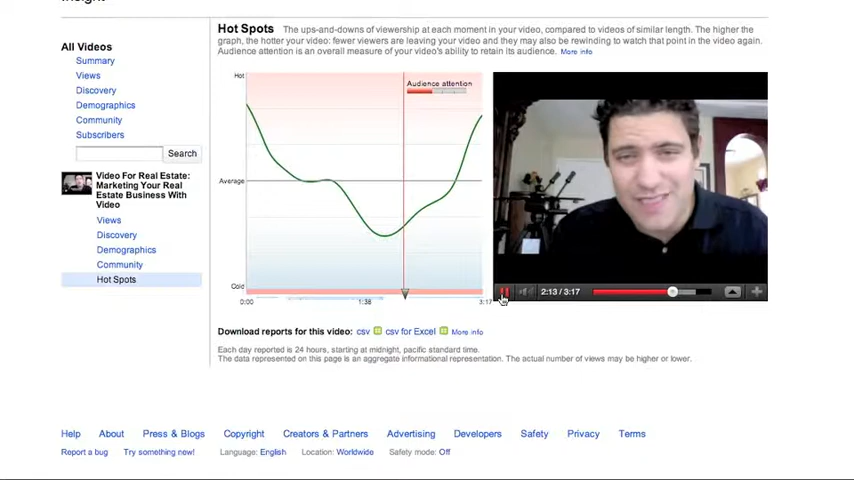 Insight
All Videos
Summary
Views
Discovery
Demographics
Community
Subscribers
Search
Video For Real Estate:
Marketing Your Real
Estate Business With
Video
Views
Discovery
Demographics
Community
Hot Spots
Hot Spots The ups-and-downs of viewership at each moment in your video, compared to videos of similar length. The higher the
graph, the hotter your video: fewer viewers are leaving your video and they may also be rewinding to watch that point in the video again.
Audience attention is an overall measure of your video's ability to retain its audience. More info
Hot
Audience attention
Average
Cold
0:00 1:38 3:17
2:13 / 3:17
Download reports for this video: csv csv for Excel More info
Each day reported is 24 hours, starting at midnight, pacific standard time.
The data represented on this page is an aggregate informational representation. The actual number of views may be higher or lower.
Help About Press & Blogs Copyright Creators & Partners Advertising Developers Safety Privacy Terms
Report a bug Try something new! Language: English Location: Worldwide Safety mode: Off